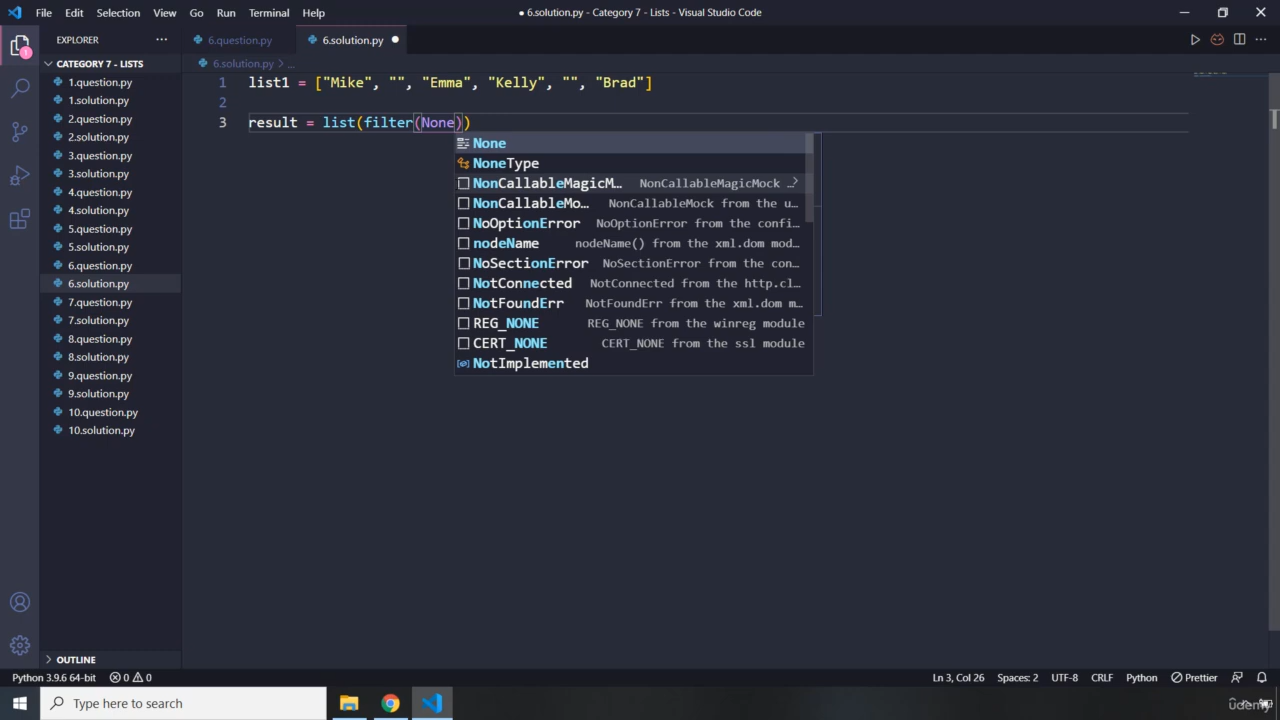 File Edit Selection View Go Run Terminal Help
● 6.solution.py - Category 7 - Lists - Visual Studio Code
EXPLORER
6.question.py
6.solution.py
CATEGORY 7 - LISTS
6.solution.py > ...
1.question.py
1.solution.py
2.question.py
2.solution.py
3.question.py
3.solution.py
4.question.py
4.solution.py
5.question.py
5.solution.py
6.question.py
6.solution.py
7.question.py
7.solution.py
8.question.py
8.solution.py
9.question.py
9.solution.py
10.question.py
10.solution.py
OUTLINE
1 list1 = ["Mike", "", "Emma", "Kelly", "", "Brad"]
2
3 result = list(filter(None))
None
NoneType
NonCallableMagicM... NonCallableMagicMock …
NonCallableMo... NonCallableMock from the u…
NoOptionError NoOptionError from the confi…
nodeName nodeName() from the xml.dom mod…
NoSectionError NoSectionError from the con…
NotConnected NotConnected from the http.cl…
NotFoundErr NotFoundErr from the xml.dom m…
REG_NONE REG_NONE from the winreg module
CERT_NONE CERT_NONE from the ssl module
NotImplemented
1
Python 3.9.6 64-bit 0 0
Ln 3, Col 26 Spaces: 2 UTF-8 CRLF Python Prettier
Type here to search